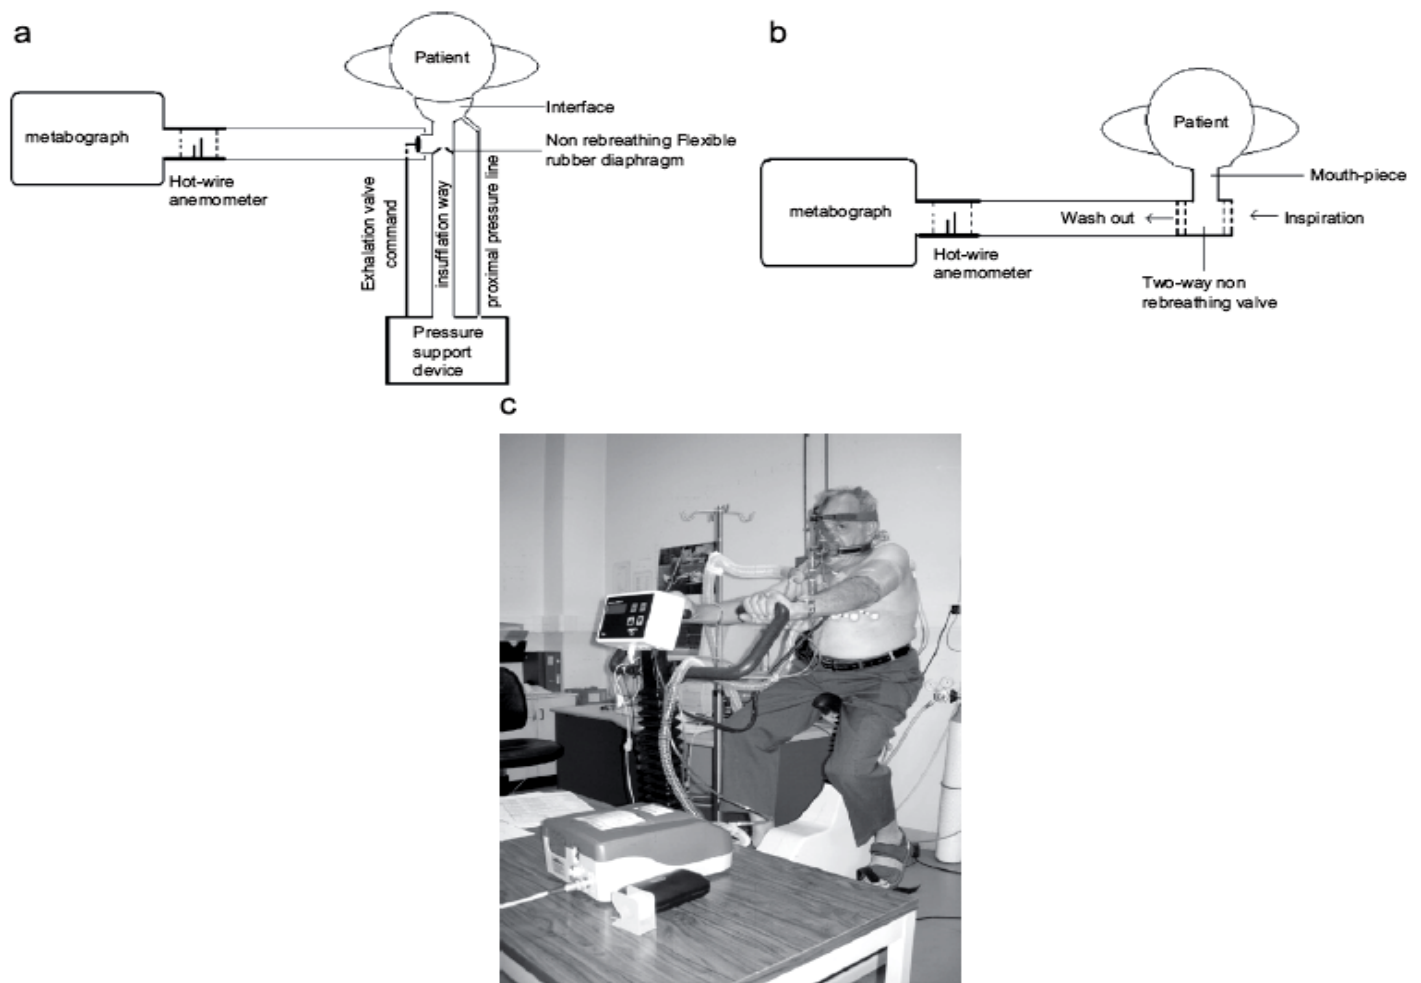 a
Patient
Interface
metabograph
Non rebreathing Flexible
rubber diaphragm
Hot-wire
anemometer
Exhalation valve
command
insufflation way
proximal pressure line
Pressure
support
device
b
Patient
Mouth-piece
metabograph
Wash out
Inspiration
Hot-wire
anemometer
Two-way non
rebreathing valve
c